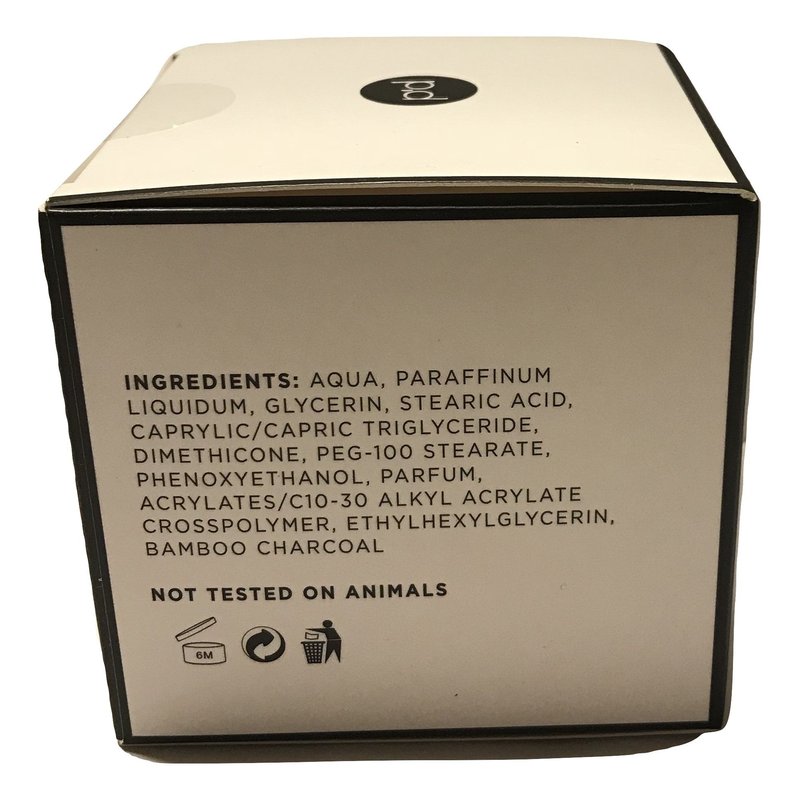 INGREDIENTS: AQUA, PARAFFINUM
LIQUIDUM, GLYCERIN, STEARIC ACID,
CAPRYLIC/CAPRIC TRIGLYCERIDE,
DIMETHICONE, PEG-100 STEARATE,
PHENOXYETHANOL, PARFUM,
ACRYLATES/C10-30 ALKYL ACRYLATE
CROSSPOLYMER, ETHYLHEXYLGLYCERIN,
BAMBOO CHARCOAL
NOT TESTED ON ANIMALS
6M